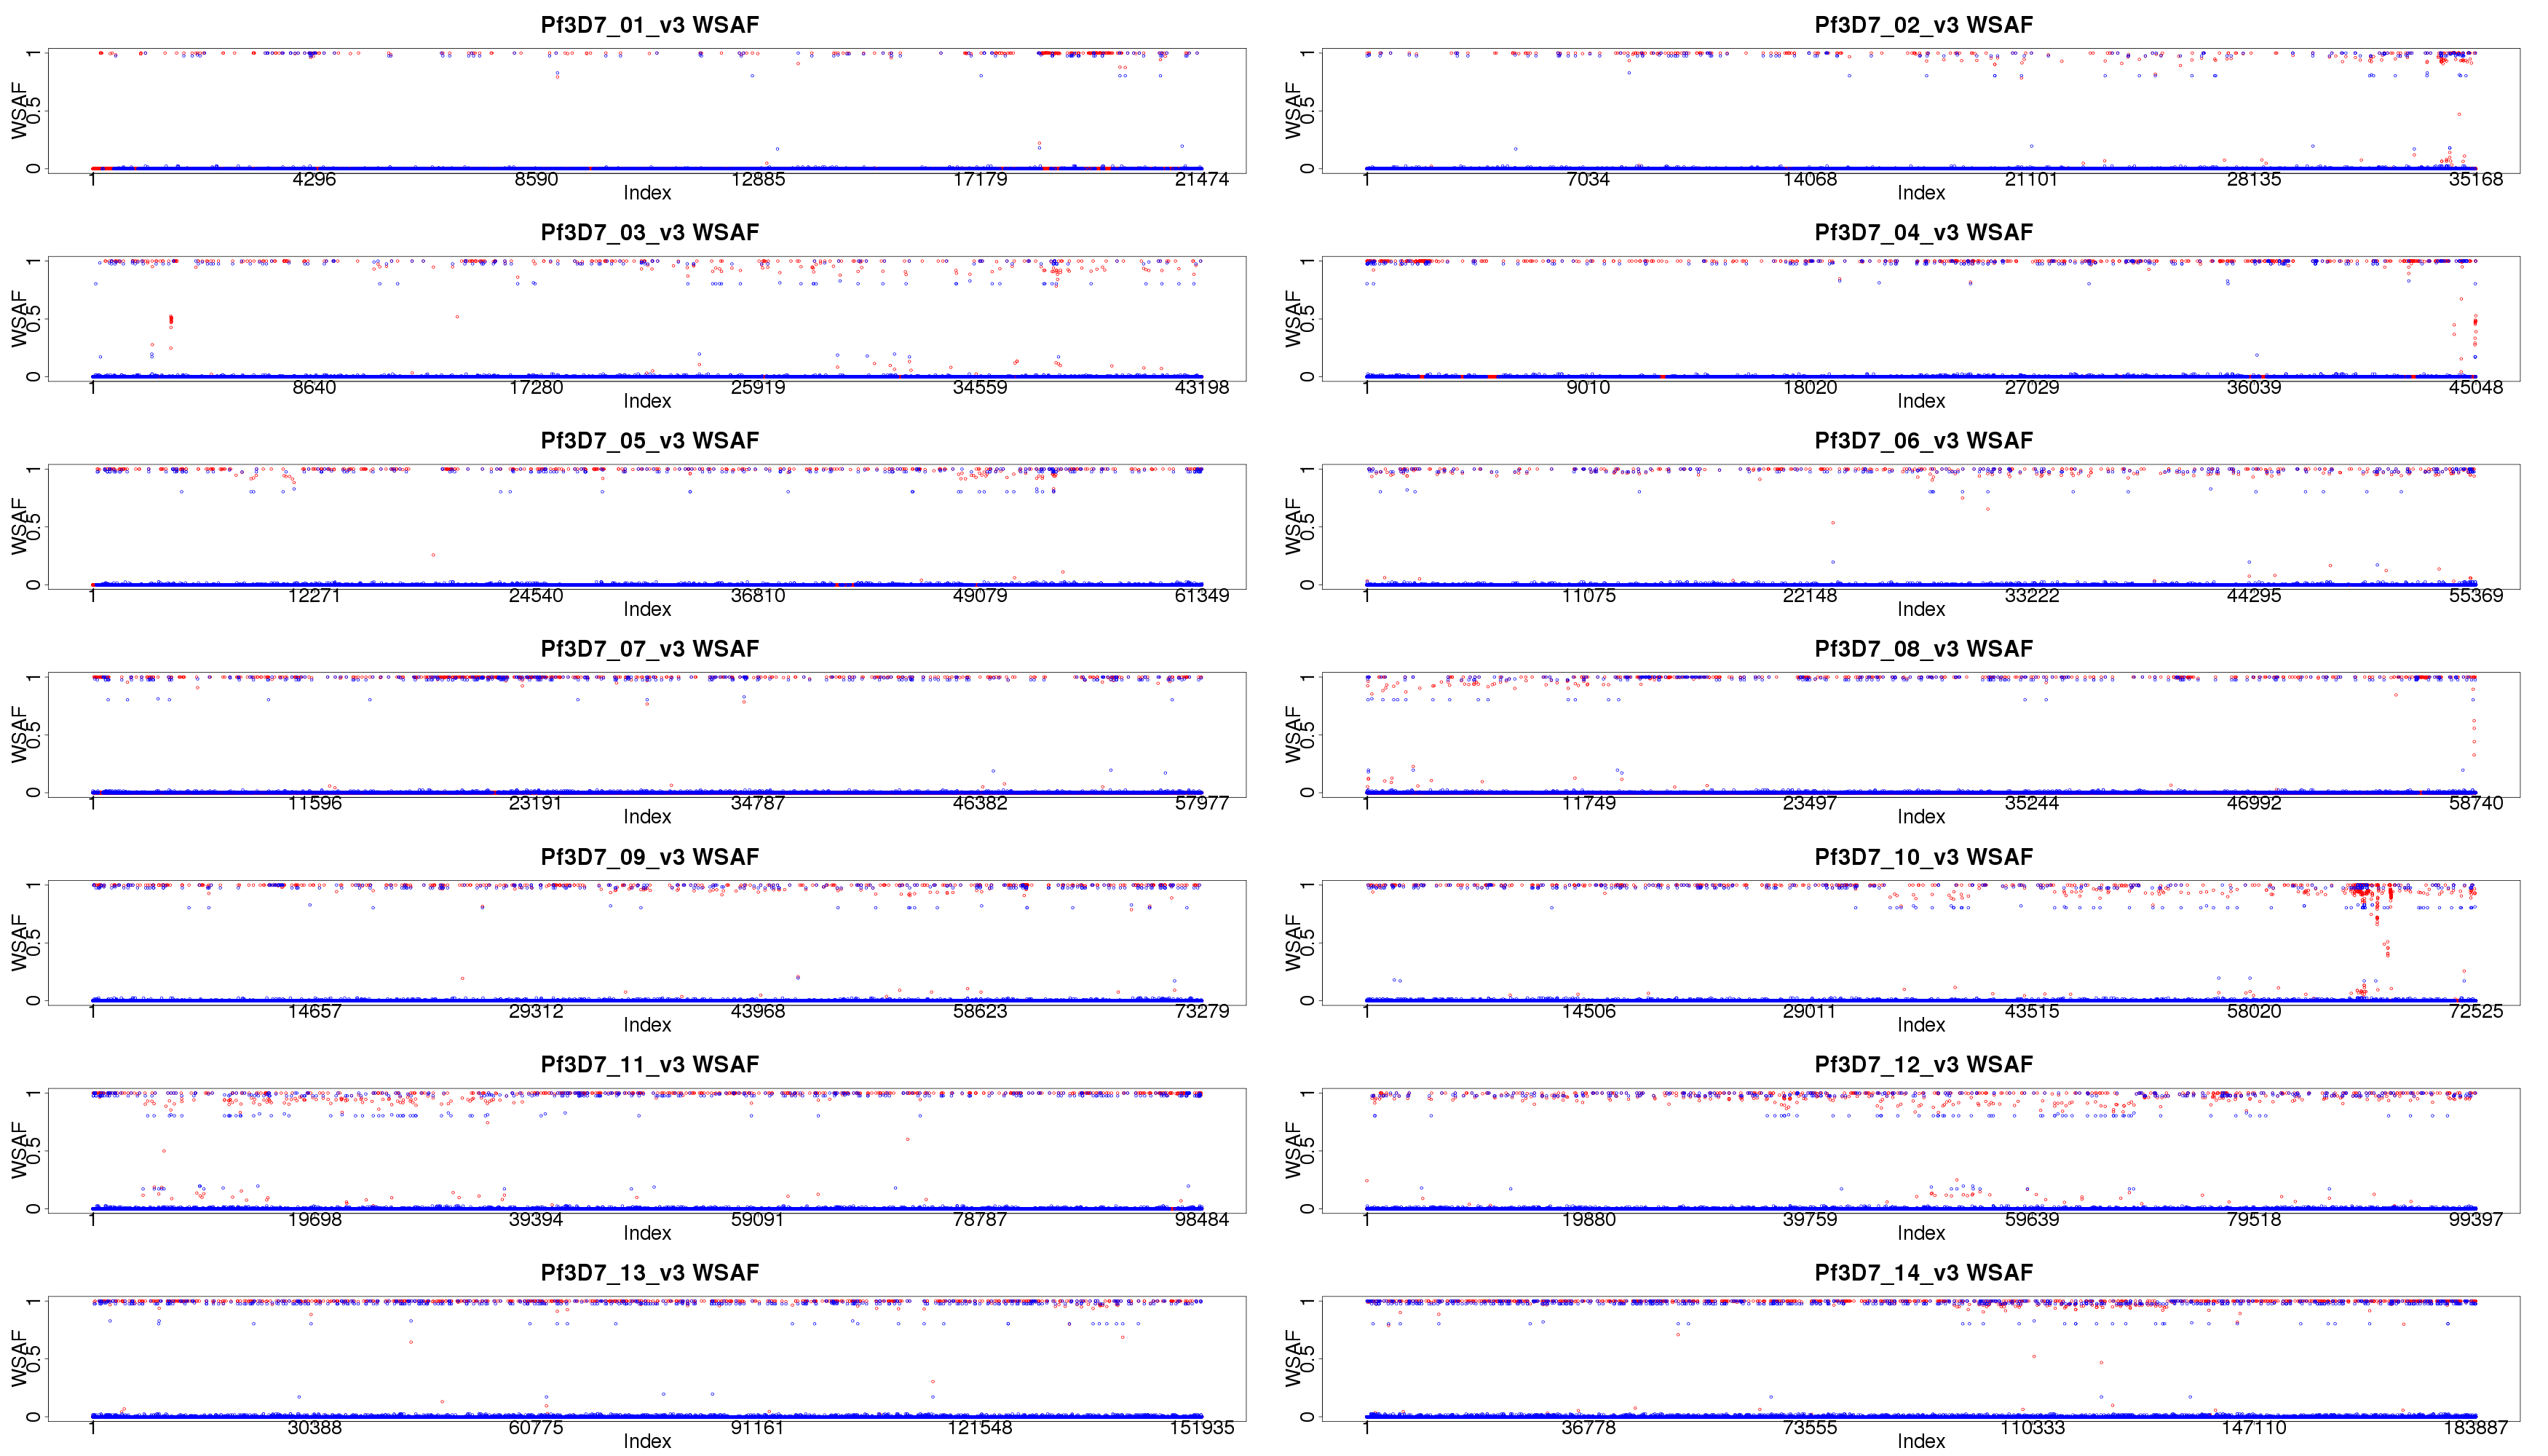 Pf3D7_01_v3 WSAF
WSAF
1
0.5
0
1 4296 8590 12885 17179 21474
Index
Pf3D7_02_v3 WSAF
WSAF
1
0.5
0
1 7034 14068 21101 28135 35168
Index
Pf3D7_03_v3 WSAF
WSAF
1
0.5
0
1 8640 17280 25919 34559 43198
Index
Pf3D7_04_v3 WSAF
WSAF
1
0.5
0
1 9010 18020 27029 36039 45048
Index
Pf3D7_05_v3 WSAF
WSAF
1
0.5
0
1 12271 24540 36810 49079 61349
Index
Pf3D7_06_v3 WSAF
WSAF
1
0.5
0
1 11075 22148 33222 44295 55369
Index
Pf3D7_07_v3 WSAF
WSAF
1
0.5
0
1 11596 23191 34787 46382 57977
Index
Pf3D7_08_v3 WSAF
WSAF
1
0.5
0
1 11749 23497 35244 46992 58740
Index
Pf3D7_09_v3 WSAF
WSAF
1
0.5
0
1 14657 29312 43968 58623 73279
Index
Pf3D7_10_v3 WSAF
WSAF
1
0.5
0
1 14506 29011 43515 58020 72525
Index
Pf3D7_11_v3 WSAF
WSAF
1
0.5
0
1 19698 39394 59091 78787 98484
Index
Pf3D7_12_v3 WSAF
WSAF
1
0.5
0
1 19880 39759 59639 79518 99397
Index
Pf3D7_13_v3 WSAF
WSAF
1
0.5
0
1 30388 60775 91161 121548 151935
Index
Pf3D7_14_v3 WSAF
WSAF
1
0.5
0
1 36778 73555 110333 147110 183887
Index